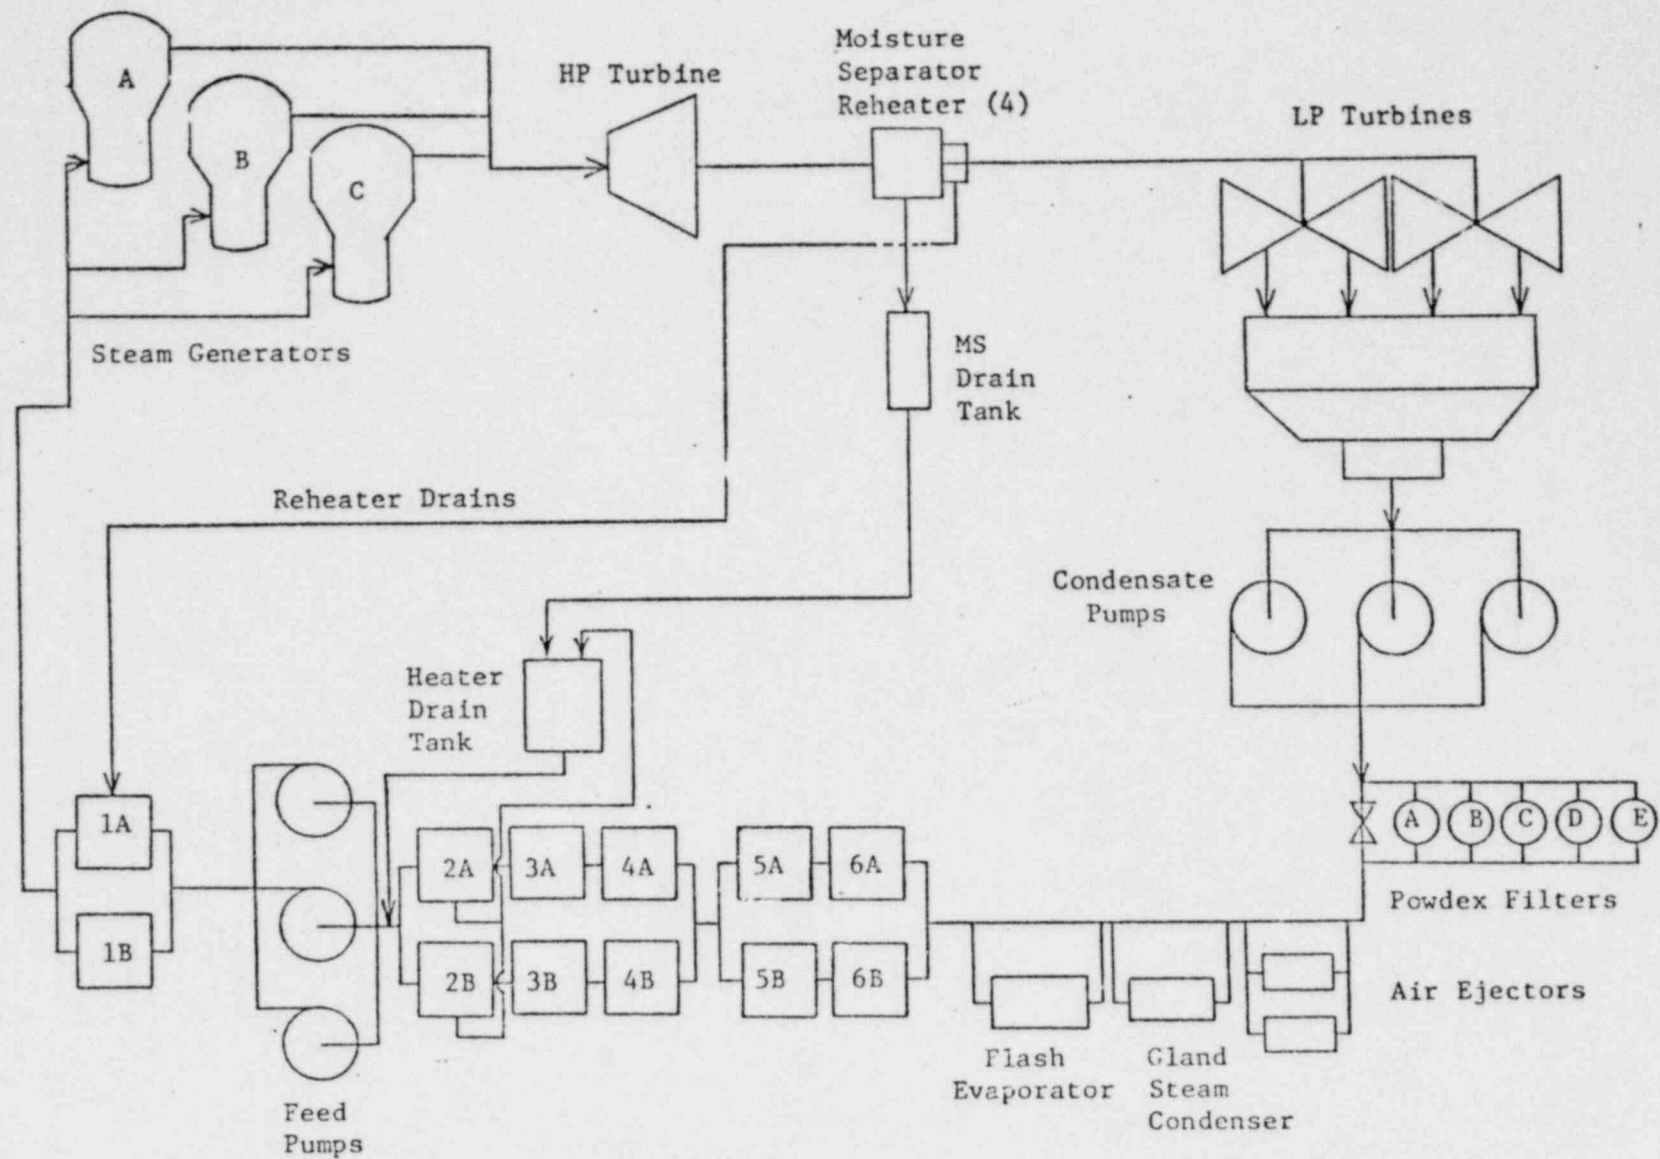 A
B
C
Steam Generators
HP Turbine
Moisture
Separator
Reheater (4)
LP Turbines
MS
Drain
Tank
Reheater Drains
Condensate
Pumps
Heater
Drain
Tank
1A
1B
2A
3A
4A
5A
6A
2B
3B
4B
5B
6B
A
B
C
D
E
Powdex Filters
Air Ejectors
Flash
Evaporator
Gland
Steam
Condenser
Feed
Pumps